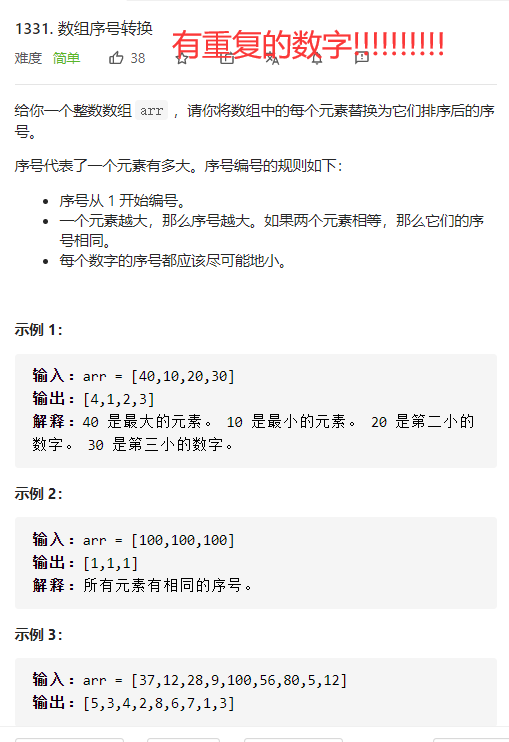 1331. 数组序号转换
有重复的数字!!!!!!!!!!!
难度 简单 38
给你一个整数数组 arr ，请你将数组中的每个元素替换为它们排序后的序
号。
序号代表了一个元素有多大。序号编号的规则如下：
• 序号从 1 开始编号。
• 一个元素越大，那么序号越大。如果两个元素相等，那么它们的序
号相同。
• 每个数字的序号都应该尽可能地小。
示例 1：
输入：arr = [40,10,20,30]
输出：[4,1,2,3]
解释：40 是最大的元素。 10 是最小的元素。 20 是第二小的
数字。 30 是第三小的数字。
示例 2：
输入：arr = [100,100,100]
输出：[1,1,1]
解释：所有元素有相同的序号。
示例 3：
输入：arr = [37,12,28,9,100,56,80,5,12]
输出：[5,3,4,2,8,6,7,1,3]